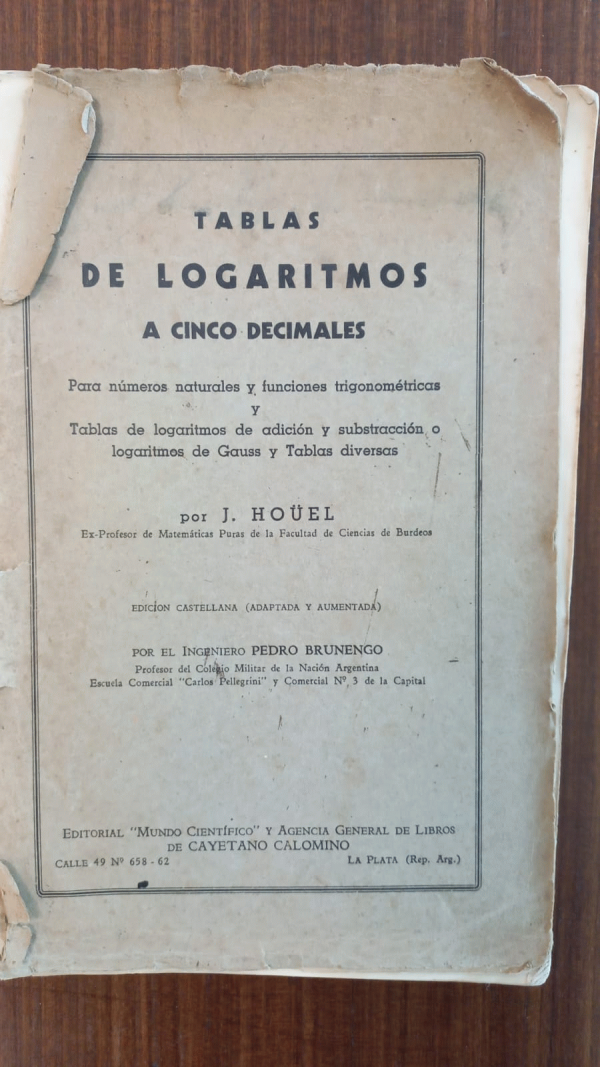 TABLAS
DE LOGARITMOS
A CINCO DECIMALES
Para números naturales y funciones trigonométricas
y
Tablas de logaritmos de adición y substracción o
logaritmos de Gauss y Tablas diversas
por J. HOÜEL
Ex-Profesor de Matemáticas Puras de la Facultad de Ciencias de Burdeos
EDICION CASTELLANA (ADAPTADA Y AUMENTADA)
POR EL INGENIERO PEDRO BRUNENGO
Profesor del Colegio Militar de la Nación Argentina
Escuela Comercial "Carlos Pellegrini" y Comercial Nº 3 de la Capital
EDITORIAL "MUNDO CIENTÍFICO" Y AGENCIA GENERAL DE LIBROS
DE CAYETANO CALOMINO
CALLE 49 Nº 658 - 62 LA PLATA (Rep. Arg.)